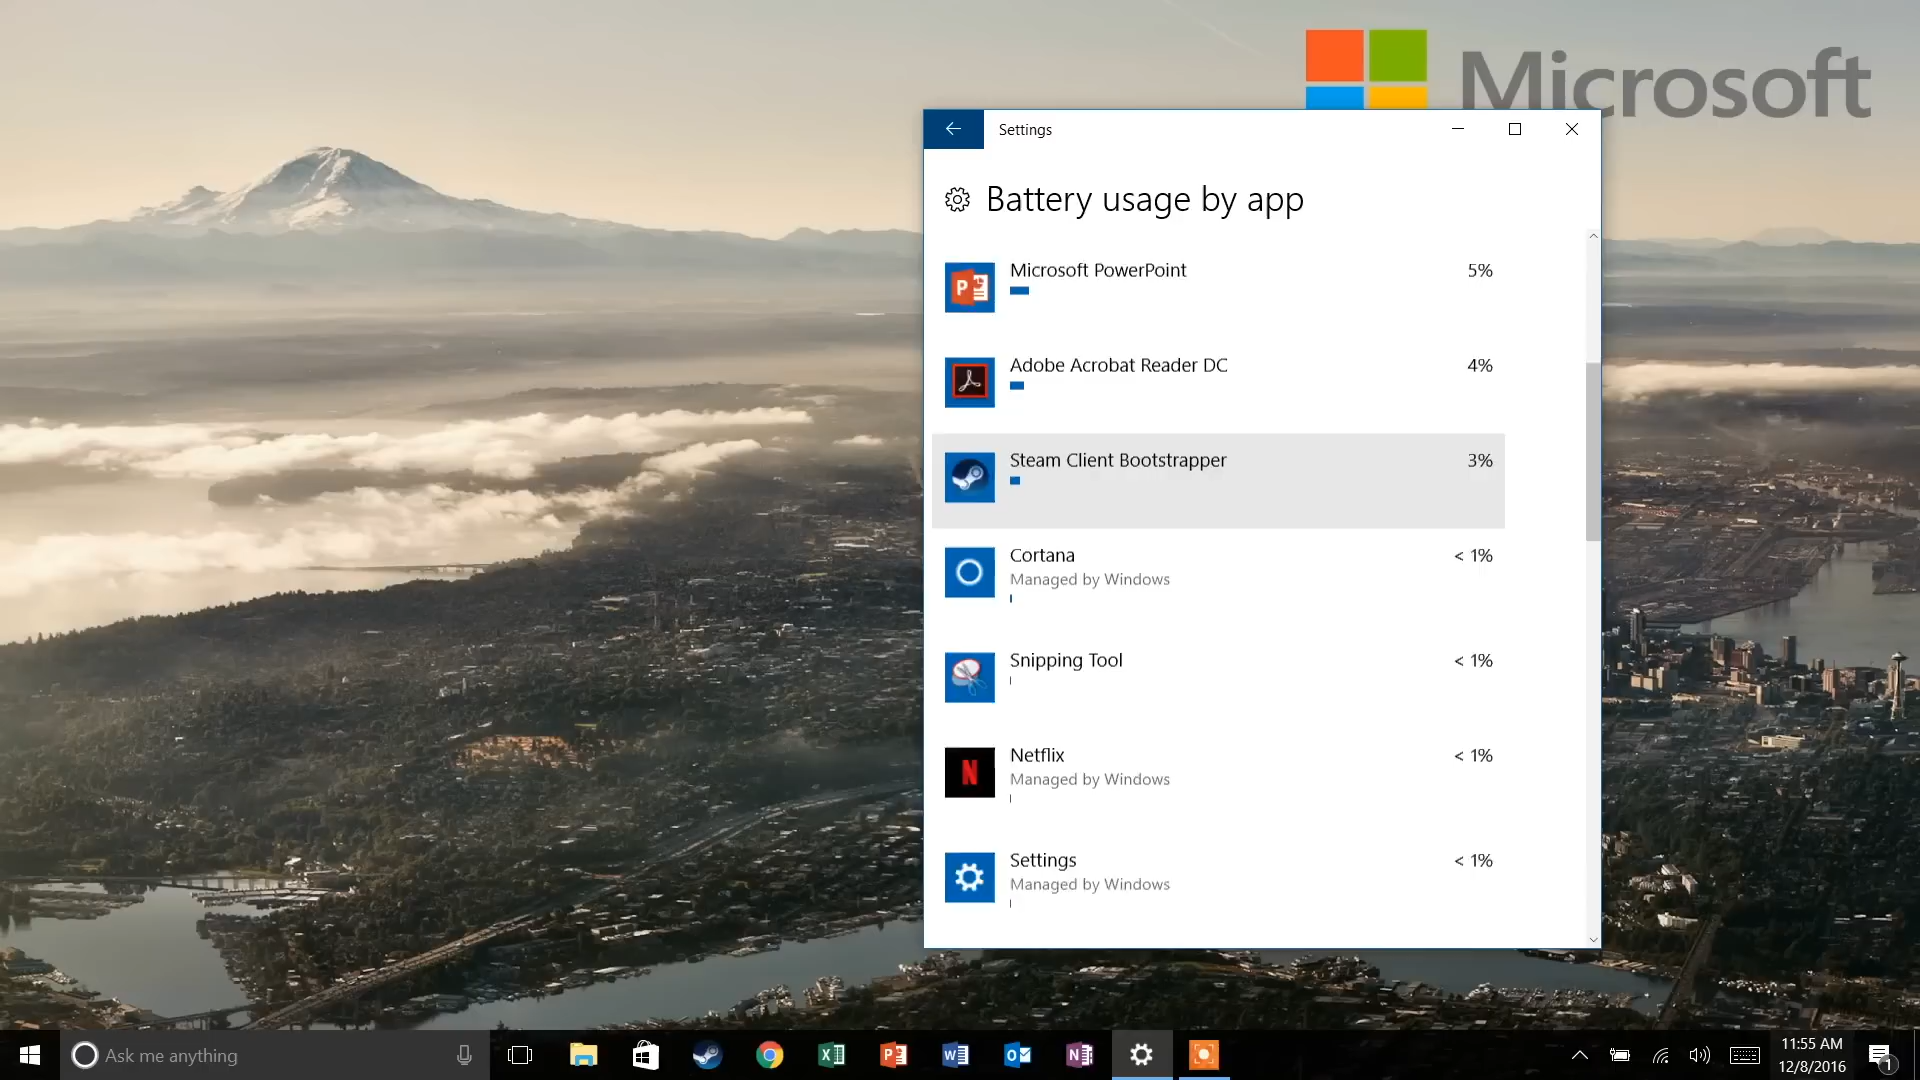 Microsoft
Settings
Battery usage by app
Microsoft PowerPoint 5%
Adobe Acrobat Reader DC 4%
Steam Client Bootstrapper 3%
Cortana < 1%
Managed by Windows
Snipping Tool < 1%
Netflix < 1%
Managed by Windows
Settings < 1%
Managed by Windows
Ask me anything
11:55 AM
12/8/2016
1